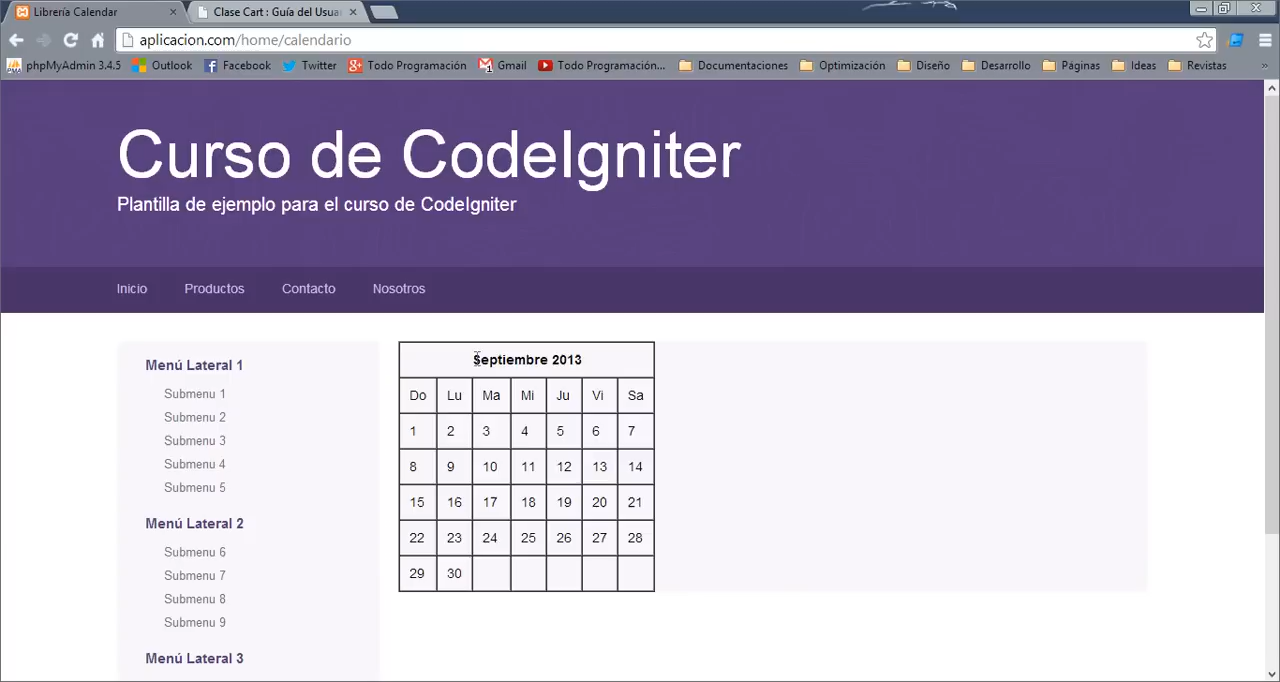 Librería Calendar
Clase Cart : Guía del Usua
aplicacion.com/home/calendario
phpMyAdmin 3.4.5 Outlook Facebook Twitter Todo Programación Gmail Todo Programación... Documentaciones Optimización Diseño Desarrollo Páginas Ideas Revistas »
Curso de CodeIgniter
Plantilla de ejemplo para el curso de CodeIgniter
Inicio Productos Contacto Nosotros
Menú Lateral 1
Submenu 1
Submenu 2
Submenu 3
Submenu 4
Submenu 5
Menú Lateral 2
Submenu 6
Submenu 7
Submenu 8
Submenu 9
Menú Lateral 3
Septiembre 2013
Do Lu Ma Mi Ju Vi Sa
1 2 3 4 5 6 7
8 9 10 11 12 13 14
15 16 17 18 19 20 21
22 23 24 25 26 27 28
29 30